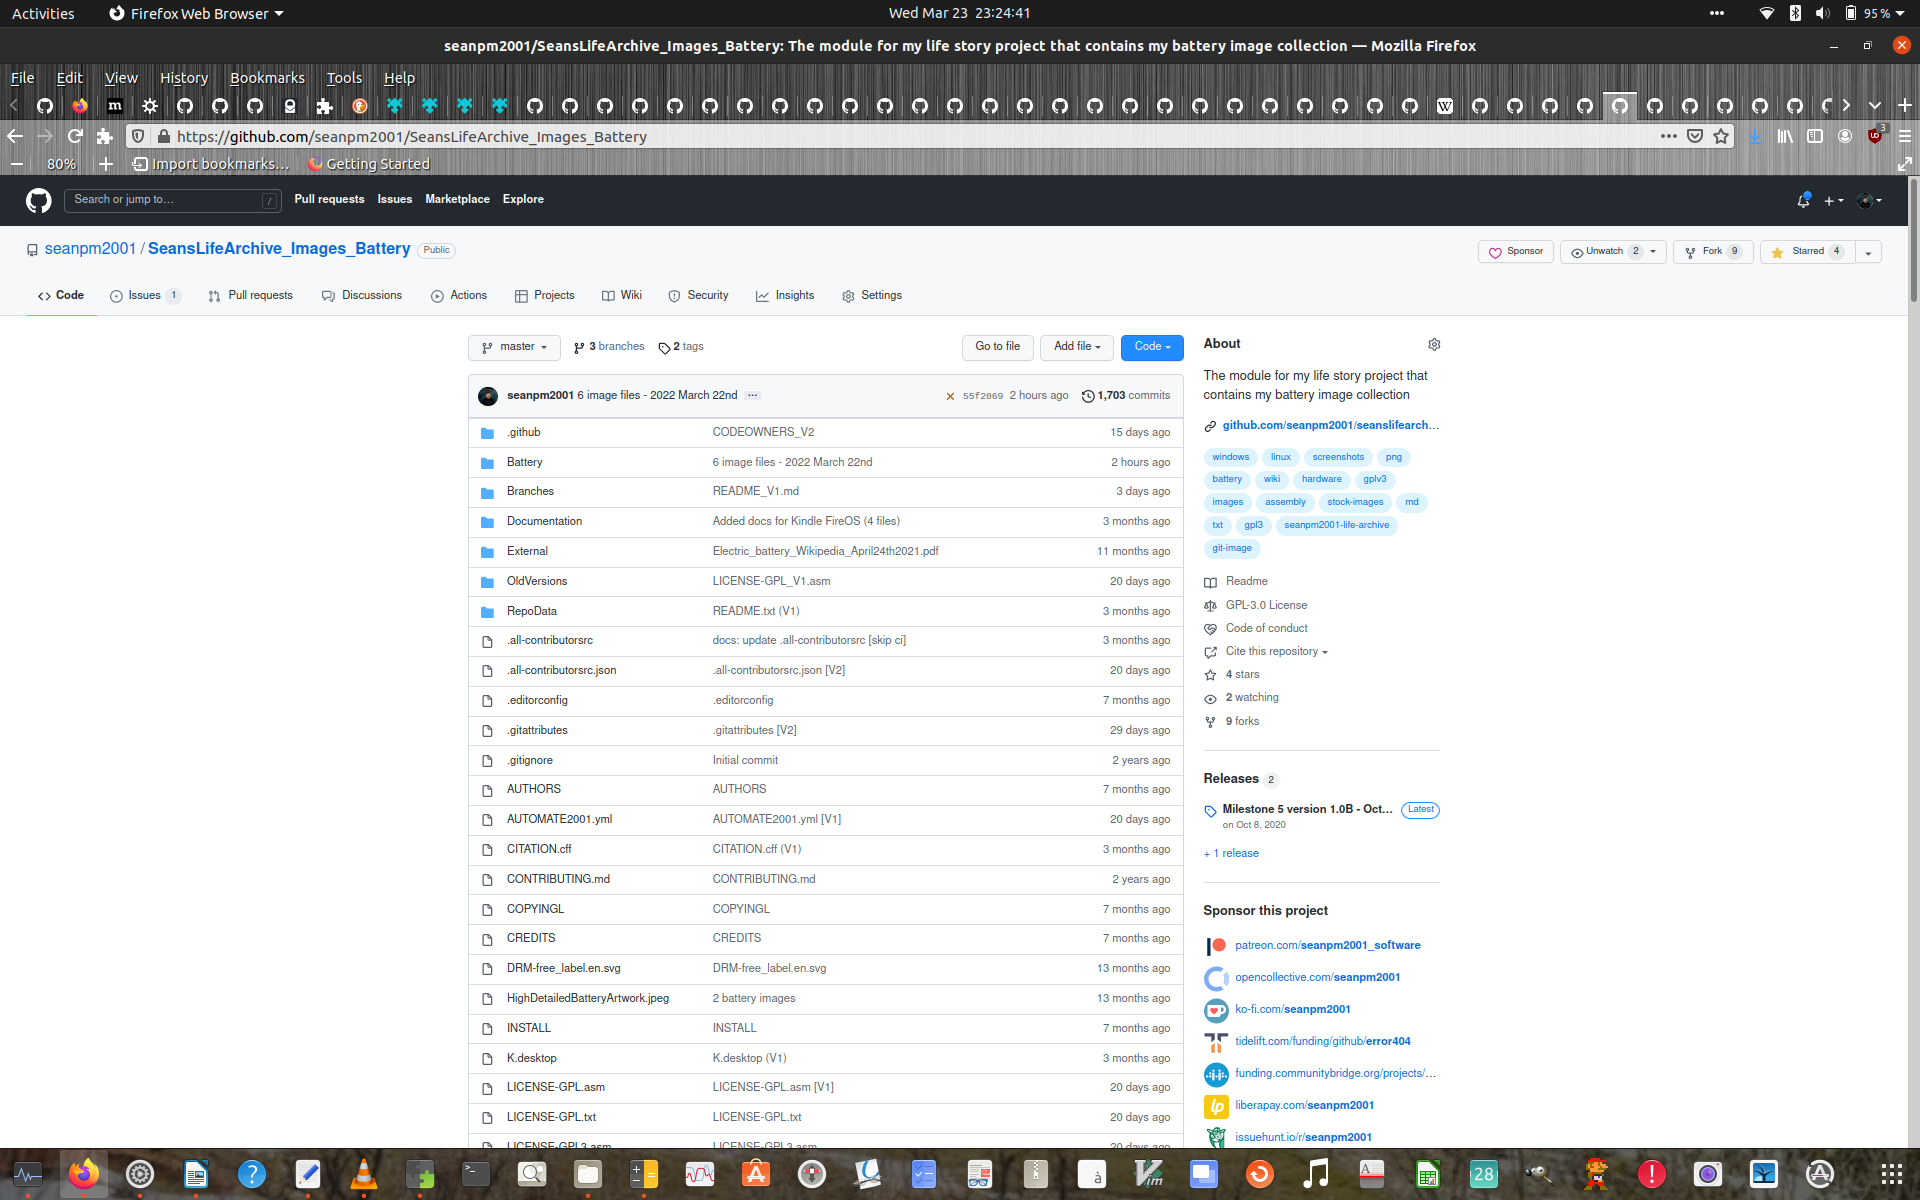 Activities
Firefox Web Browser
Wed Mar 23 23:24:41
95 %
seanpm2001/SeansLifeArchive_Images_Battery: The module for my life story project that contains my battery image collection — Mozilla Firefox
File Edit View History Bookmarks Tools Help
https://github.com/seanpm2001/SeansLifeArchive_Images_Battery
3
80%
Import bookmarks...
Getting Started
Search or jump to...
/
Pull requests Issues Marketplace Explore
seanpm2001 / SeansLifeArchive_Images_Battery Public
Sponsor
Unwatch 2
Fork 9
Starred 4
Code
Issues 1
Pull requests
Discussions
Actions
Projects
Wiki
Security
Insights
Settings
master
3 branches
2 tags
Go to file
Add file
Code
seanpm2001 6 image files - 2022 March 22nd ...
55f2069 2 hours ago
1,703 commits
.github CODEOWNERS_V2 15 days ago
Battery 6 image files - 2022 March 22nd 2 hours ago
Branches README_V1.md 3 days ago
Documentation Added docs for Kindle FireOS (4 files) 3 months ago
External Electric_battery_Wikipedia_April24th2021.pdf 11 months ago
OldVersions LICENSE-GPL_V1.asm 20 days ago
RepoData README.txt (V1) 3 months ago
.all-contributorsrc docs: update .all-contributorsrc [skip ci] 3 months ago
.all-contributorsrc.json .all-contributorsrc.json [V2] 20 days ago
.editorconfig .editorconfig 7 months ago
.gitattributes .gitattributes [V2] 29 days ago
.gitignore Initial commit 2 years ago
AUTHORS AUTHORS 7 months ago
AUTOMATE2001.yml AUTOMATE2001.yml [V1] 20 days ago
CITATION.cff CITATION.cff (V1) 3 months ago
CONTRIBUTING.md CONTRIBUTING.md 2 years ago
COPYINGL COPYINGL 7 months ago
CREDITS CREDITS 7 months ago
DRM-free_label.en.svg DRM-free_label.en.svg 13 months ago
HighDetailedBatteryArtwork.jpeg 2 battery images 13 months ago
INSTALL INSTALL 7 months ago
K.desktop K.desktop (V1) 3 months ago
LICENSE-GPL.asm LICENSE-GPL.asm [V1] 20 days ago
LICENSE-GPL.txt LICENSE-GPL.txt 20 days ago
LICENSE-GPL3.asm LICENSE-GPL3.asm 20 days ago
About
The module for my life story project that
contains my battery image collection
github.com/seanpm2001/seanslifearch...
windows linux screenshots png
battery wiki hardware gplv3
images assembly stock-images md
txt gpl3 seanpm2001-life-archive
git-image
Readme
GPL-3.0 License
Code of conduct
Cite this repository
4 stars
2 watching
9 forks
Releases 2
Milestone 5 version 1.0B - Oct... Latest
on Oct 8, 2020
+ 1 release
Sponsor this project
patreon.com/seanpm2001_software
opencollective.com/seanpm2001
ko-fi.com/seanpm2001
tidelift.com/funding/github/error404
funding.communitybridge.org/projects/...
liberapay.com/seanpm2001
issuehunt.io/r/seanpm2001
28